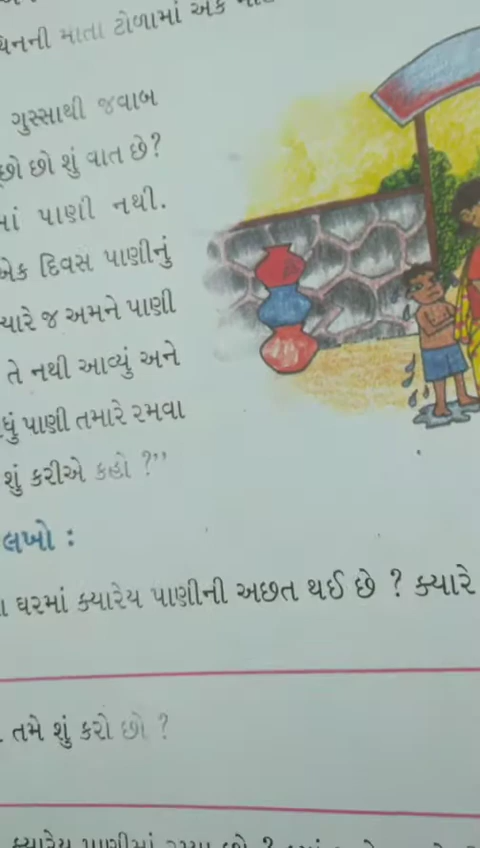 માતા ટોળામાં એક
ગુસ્સાથી જવાબ
છો શું વાત છે?
પાણી નથી.
એક દિવસ પાણીનું
જ અમને પાણી
તે નથી આવ્યું અને
પાણી તમારે રમવા
શું કરીએ કહો ?”
લખો :
ઘરમાં ક્યારેય પાણીની અછત થઈ છે ? ક્યારે
તમે શું કરો છો ?